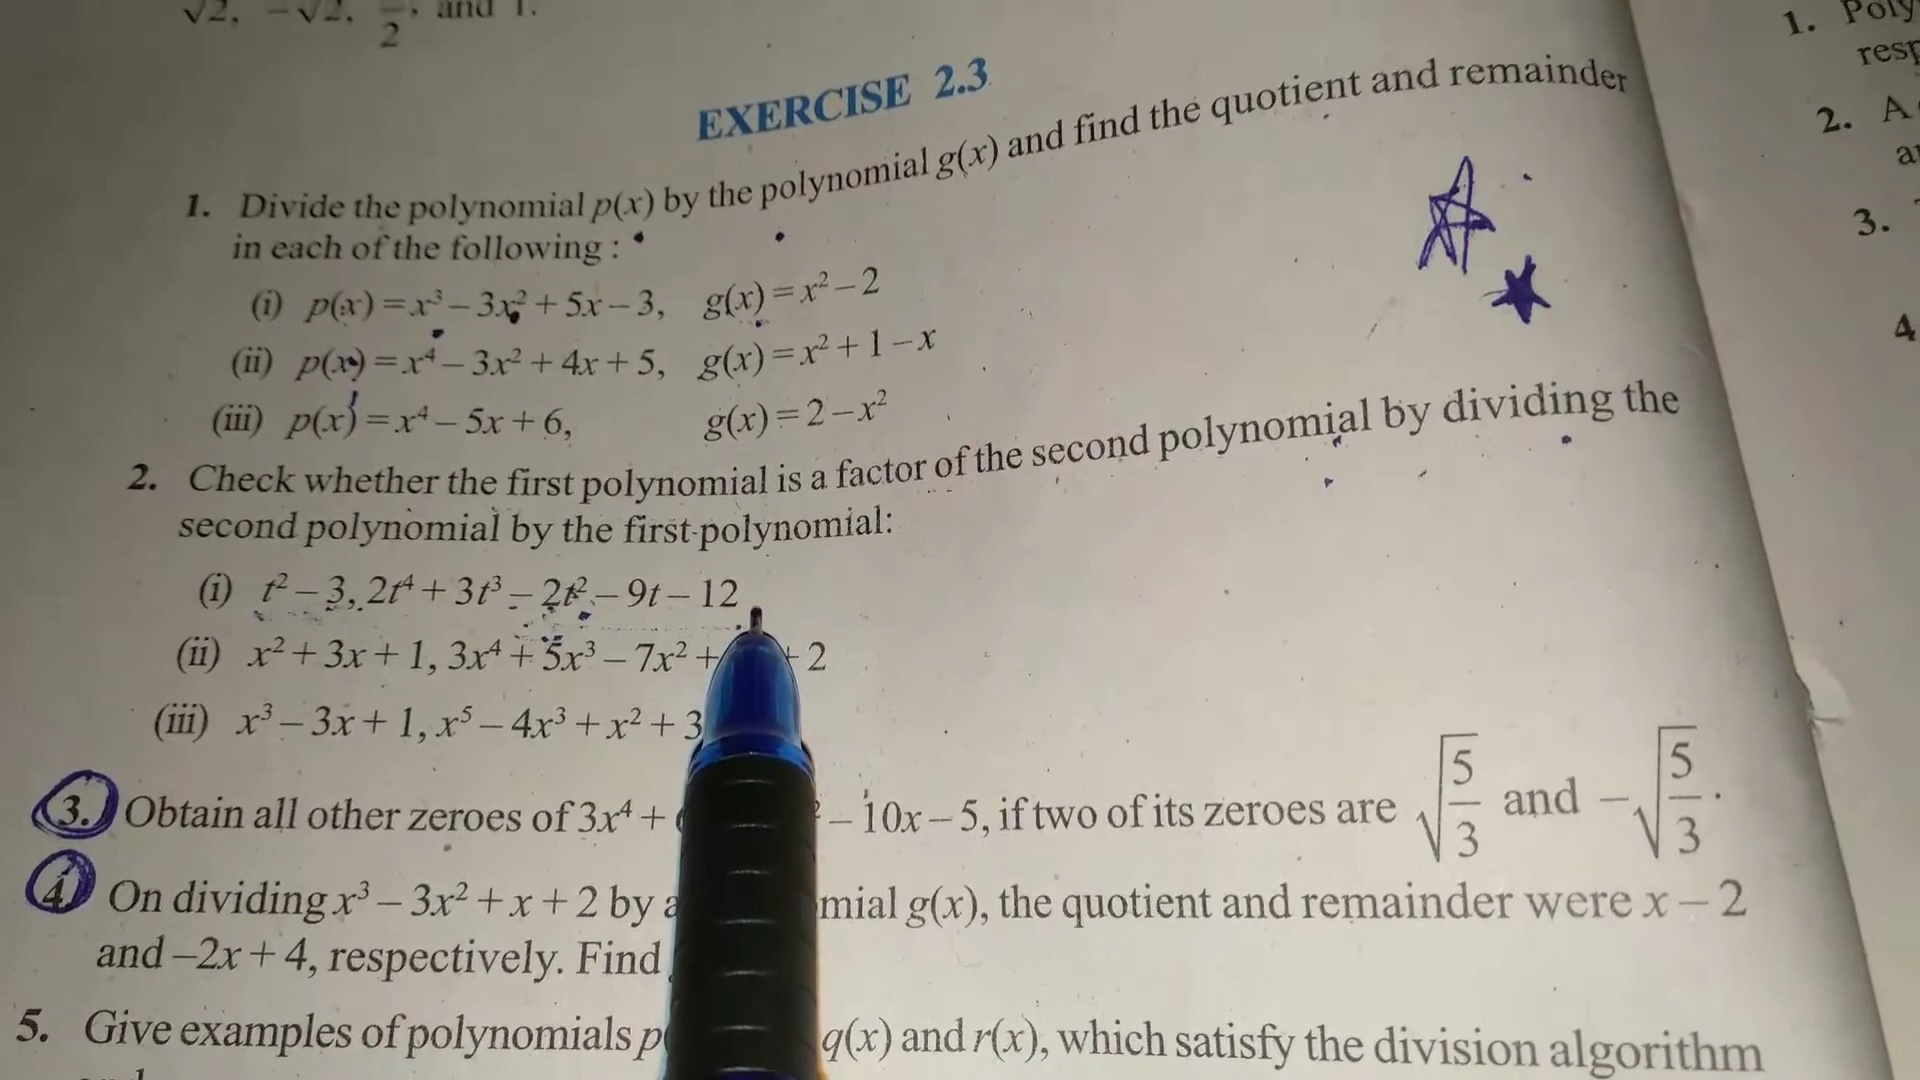 √2, −√2, /2, and 1.
EXERCISE 2.3
1. Divide the polynomial p(x) by the polynomial g(x) and find the quotient and remainder
in each of the following :
(i) p(x) = x³ – 3x² + 5x – 3, g(x) = x² – 2
(ii) p(x) = x⁴ – 3x² + 4x + 5, g(x) = x² + 1 – x
(iii) p(x) = x⁴ – 5x + 6, g(x) = 2 – x²
2. Check whether the first polynomial is a factor of the second polynomial by dividing the
second polynomial by the first polynomial:
(i) t² – 3, 2t⁴ + 3t³ – 2t² – 9t – 12
(ii) x² + 3x + 1, 3x⁴ + 5x³ – 7x² + + 2
(iii) x³ – 3x + 1, x⁵ – 4x³ + x² + 3
3. Obtain all other zeroes of 3x⁴ + – 10x – 5, if two of its zeroes are √5/3 and –√5/3.
4. On dividing x³ – 3x² + x + 2 by a mial g(x), the quotient and remainder were x – 2
and –2x + 4, respectively. Find
5. Give examples of polynomials p q(x) and r(x), which satisfy the division algorithm
1. Poly
resp
2. A
3.
4